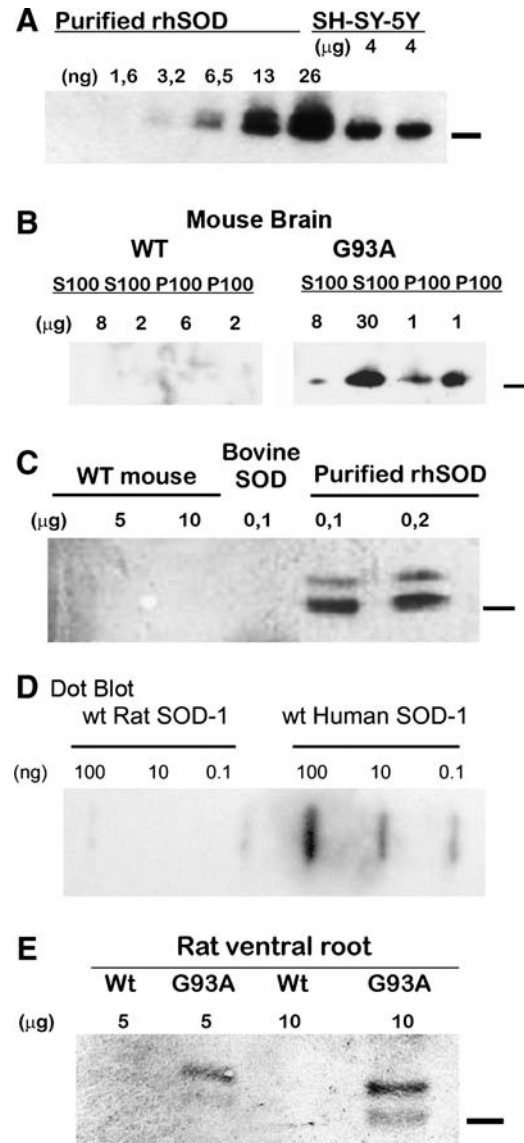 A Purified rhSOD SH-SY-5Y
(µg) 4 4
(ng) 1,6 3,2 6,5 13 26
B Mouse Brain
WT G93A
S100 S100 P100 P100 S100 S100 P100 P100
(µg) 8 2 6 2 8 30 1 1
C WT mouse Bovine SOD Purified rhSOD
(µg) 5 10 0,1 0,1 0,2
D Dot Blot
wt Rat SOD-1 wt Human SOD-1
(ng) 100 10 0.1 100 10 0.1
E Rat ventral root
Wt G93A Wt G93A
(µg) 5 5 10 10